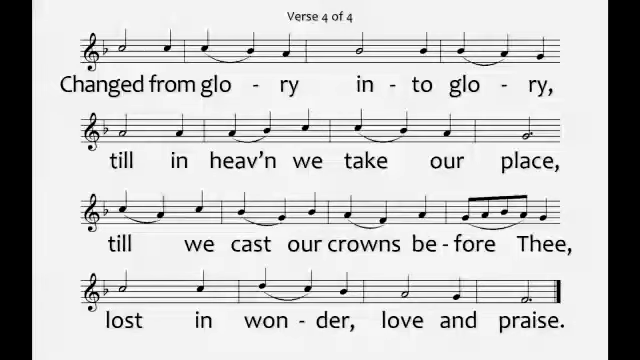 Verse 4 of 4
Changed from glo - ry in - to glo - ry,
till in heav'n we take our place,
till we cast our crowns be - fore Thee,
lost in won - der, love and praise.